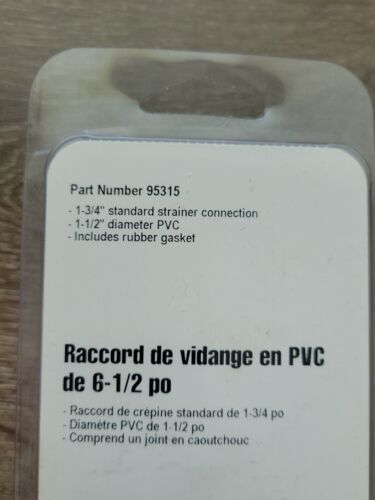 Part Number 95315
- 1-3/4" standard strainer connection
- 1-1/2" diameter PVC
- Includes rubber gasket
Raccord de vidange en PVC
de 6-1/2 po
- Raccord de crépine standard de 1-3/4 po
- Diamètre PVC de 1-1/2 po
- Comprend un joint en caoutchouc